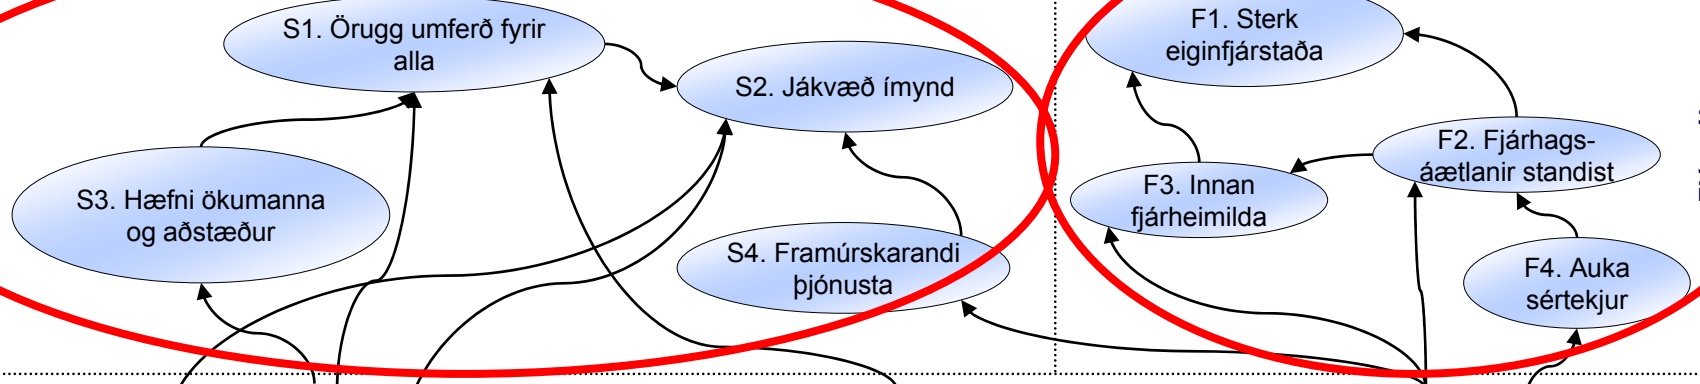 S1. Örugg umferð fyrir
alla
S2. Jákvæð ímynd
S3. Hæfni ökumanna
og aðstæður
S4. Framúrskarandi
þjónusta
F1. Sterk
eiginfjárstaða
F2. Fjárhags-
áætlanir standist
F3. Innan
fjárheimilda
F4. Auka
sértekjur